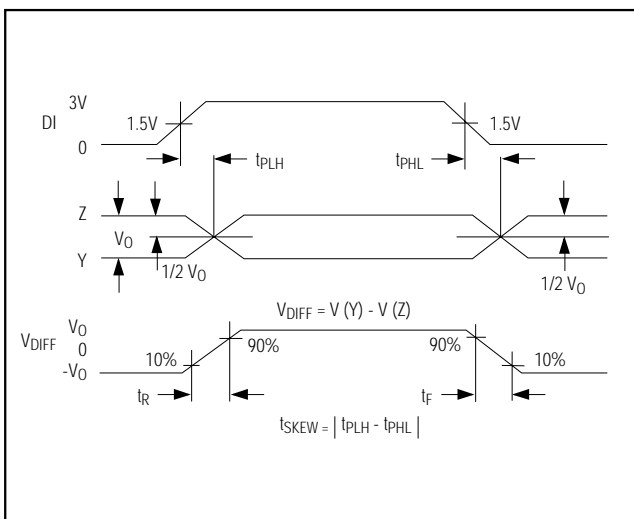 3V
DI
1.5V
1.5V
0
tPLH
tPHL
Z
VO
Y
1/2 VO
1/2 VO
VDIFF = V (Y) - V (Z)
VO
VDIFF
0
-VO
10%
90%
90%
10%
tR
tF
tSKEW = | tPLH - tPHL |